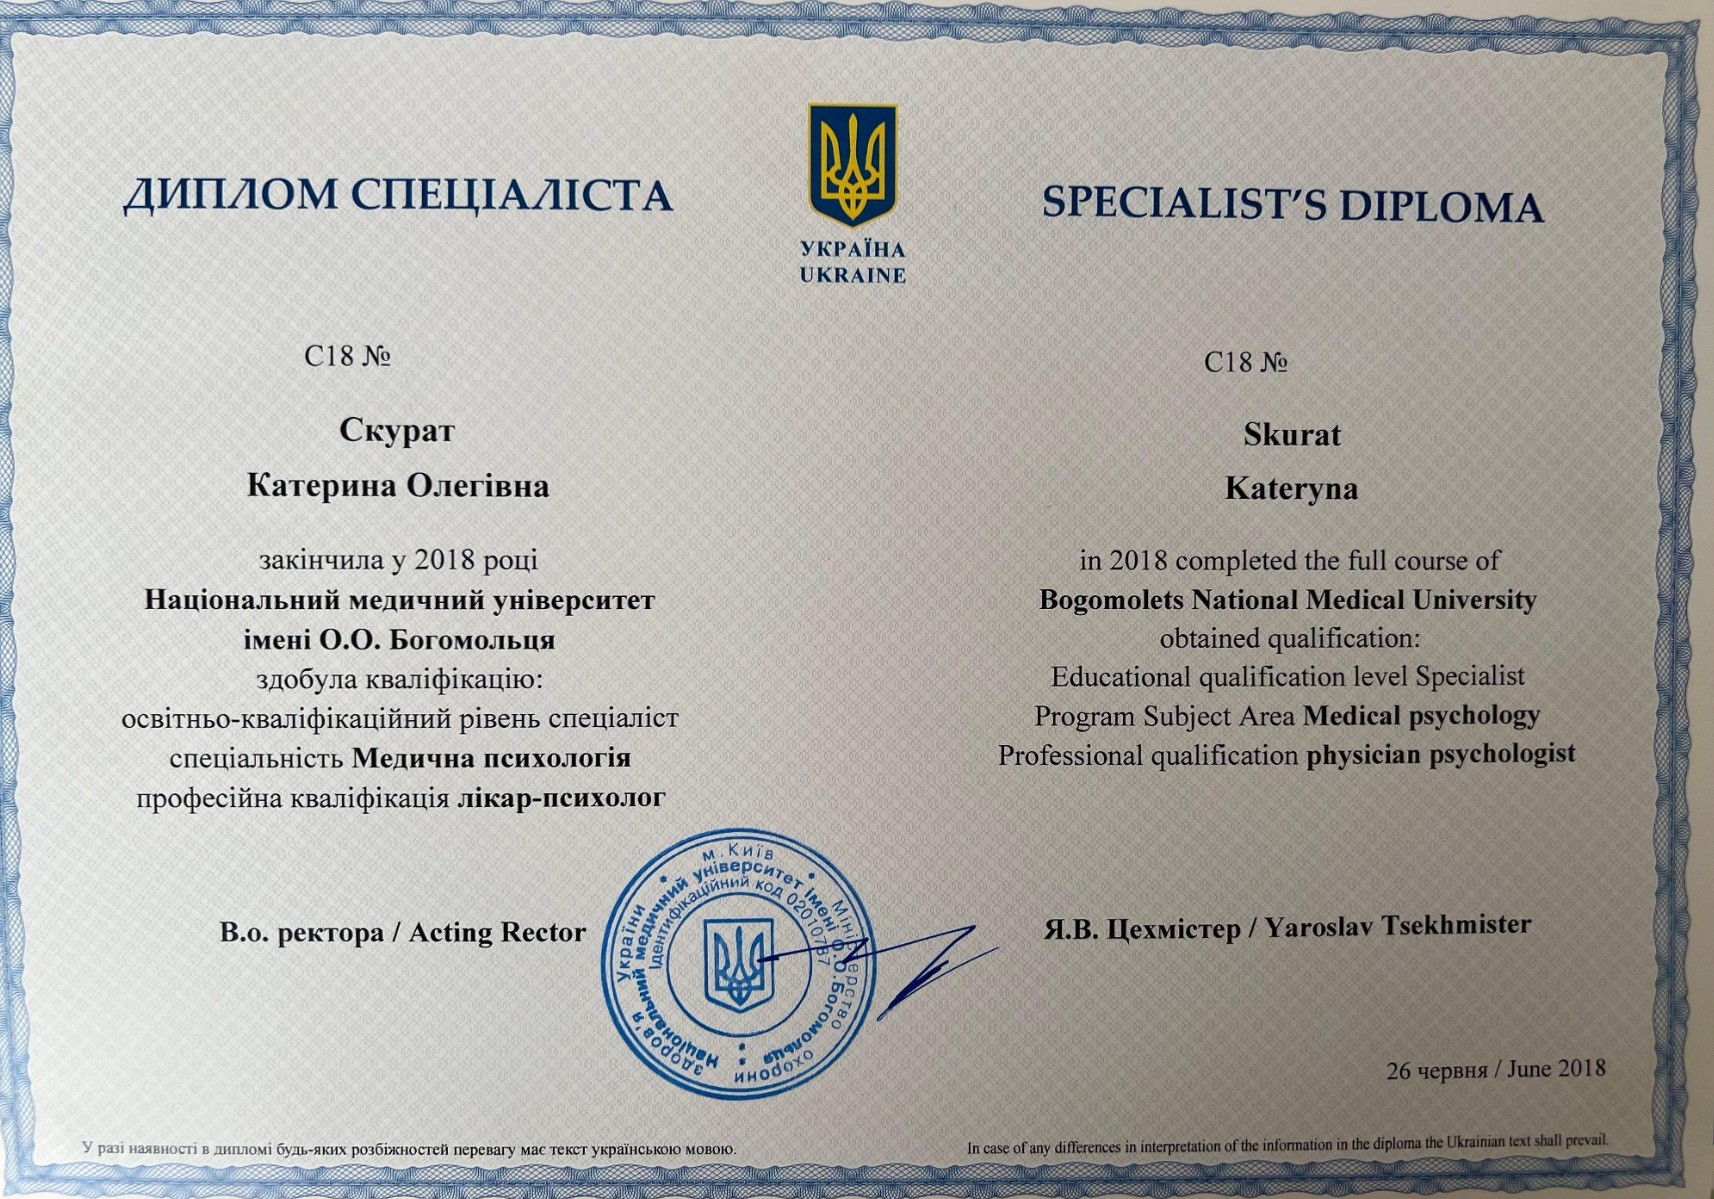 ДИПЛОМ СПЕЦІАЛІСТА
УКРАЇНА
UKRAINE
SPECIALIST'S DIPLOMA
С18 №
Скурат
Катерина Олегівна
закінчила у 2018 році
Національний медичний університет
імені О.О. Богомольця
здобула кваліфікацію:
освітньо-кваліфікаційний рівень спеціаліст
спеціальність Медична психологія
професійна кваліфікація лікар-психолог
C18 №
Skurat
Kateryna
in 2018 completed the full course of
Bogomolets National Medical University
obtained qualification:
Educational qualification level Specialist
Program Subject Area Medical psychology
Professional qualification physician psychologist
В.о. ректора / Acting Rector
м.Київ
Міністерство охорони здоров'я України
Національний медичний університет імені О.О.Богомольця
Ідентифікаційний код 02010787
Я.В. Цехмістер / Yaroslav Tsekhmister
26 червня / June 2018
У разі наявності в дипломі будь-яких розбіжностей перевагу має текст українською мовою.
In case of any differences in interpretation of the information in the diploma the Ukrainian text shall prevail.